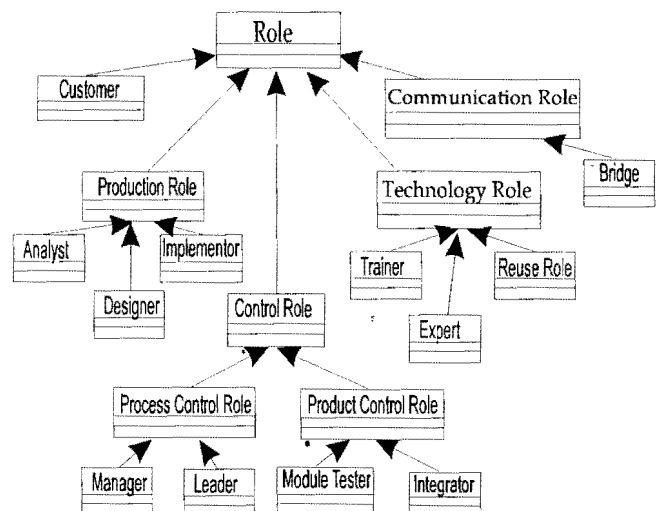 Role
Customer
Communication Role
Bridge
Production Role
Technology Role
Analyst
Implementor
Trainer
Reuse Role
Designer
Control Role
Expert
Process Control Role
Product Control Role
Manager
Leader
Module Tester
Integrator